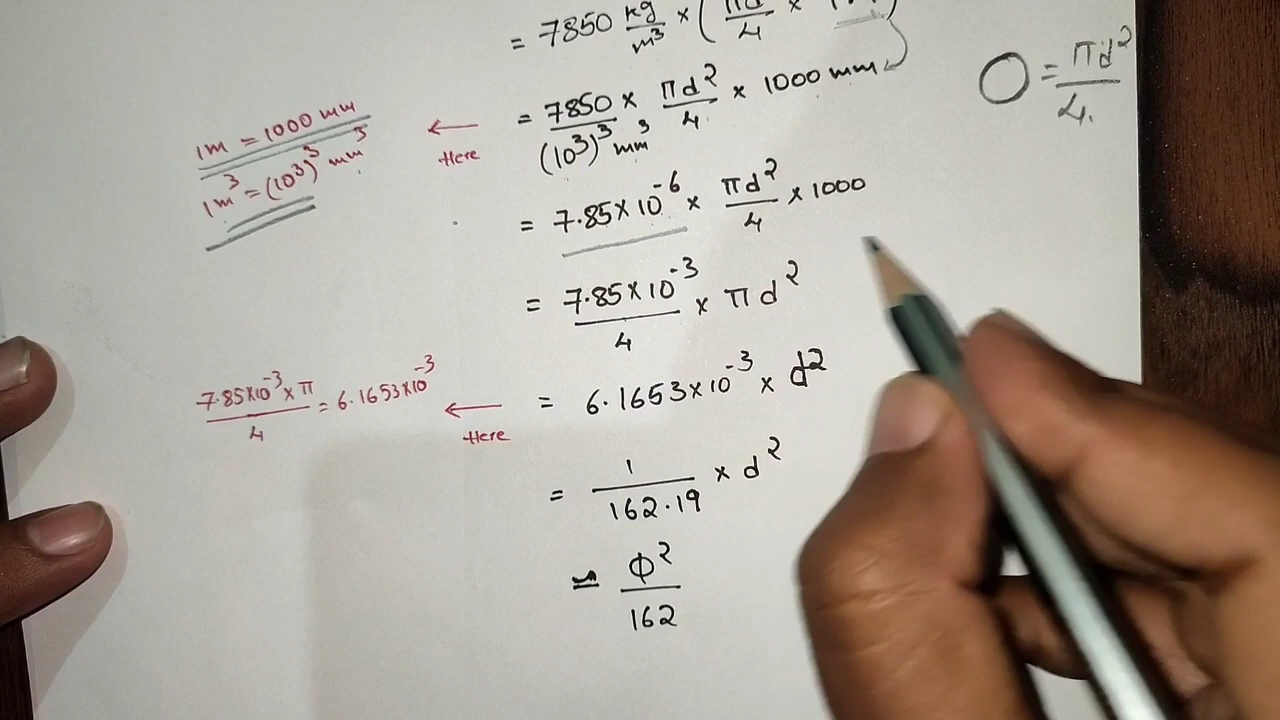 = 7850 kg/m³ × ( πd/4 ×
= 7850/(10³)³ mm³ × πd²/4 × 1000 mm
= 7.85×10⁻⁶ × πd²/4 × 1000
= 7.85×10⁻³/4 × πd²
= 6.1653×10⁻³ × d²
= 1/162.19 × d²
≃ Φ²/162
O = πd²/4.
1m = 1000 mm
1m³ = (10³)³ mm³
← Here
7.85×10⁻³×π/4 = 6.1653×10⁻³
← Here